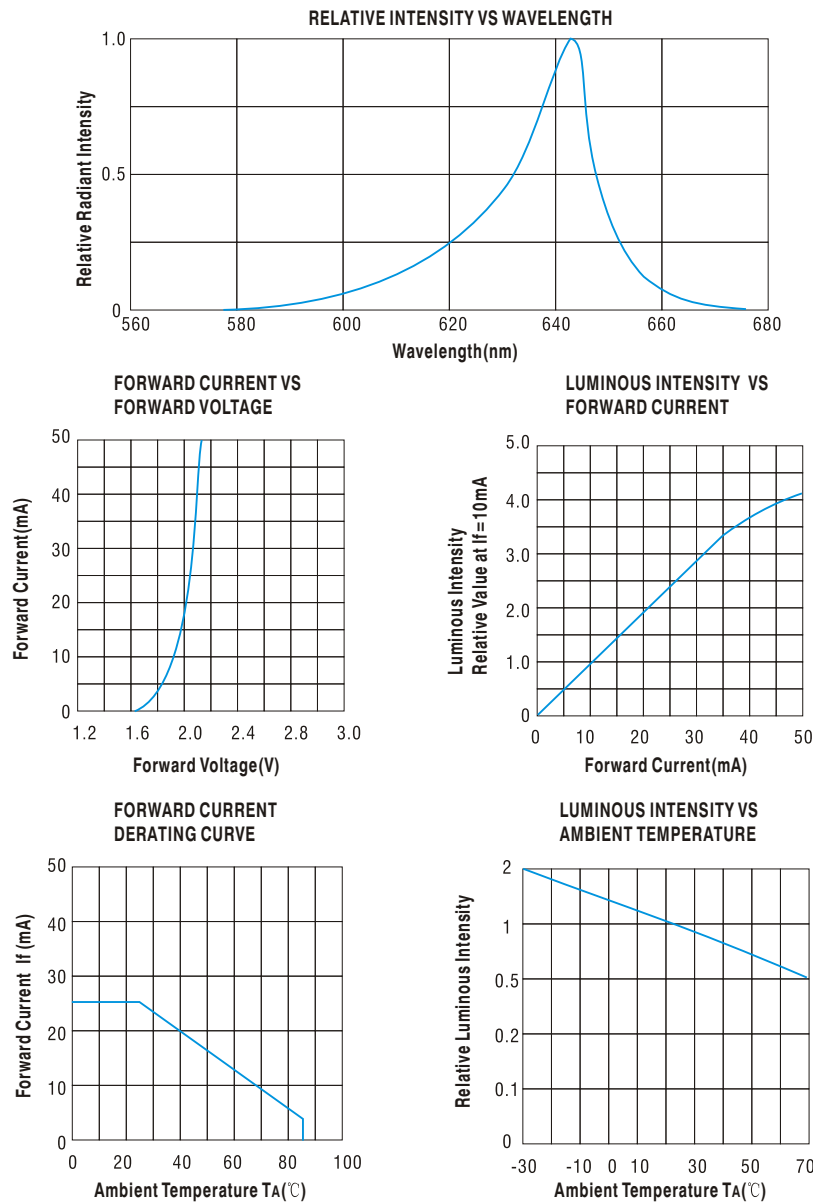 RELATIVE INTENSITY VS WAVELENGTH
1.0
0.5
0
Relative Radiant Intensity
560 580 600 620 640 660 680
Wavelength(nm)
FORWARD CURRENT VS
FORWARD VOLTAGE
50
40
30
20
10
0
Forward Current(mA)
1.2 1.6 2.0 2.4 2.8 3.0
Forward Voltage(V)
LUMINOUS INTENSITY VS
FORWARD CURRENT
5.0
4.0
3.0
2.0
1.0
0
Luminous Intensity
Relative Value at If=10mA
0 10 20 30 40 50
Forward Current(mA)
FORWARD CURRENT
DERATING CURVE
50
40
30
20
10
0
Forward Current If (mA)
0 20 40 60 80 100
Ambient Temperature TA(℃)
LUMINOUS INTENSITY VS
AMBIENT TEMPERATURE
2
1
0.5
0.2
0.1
0
Relative Luminous Intensity
-30 -10 0 10 30 50 70
Ambient Temperature TA(℃)